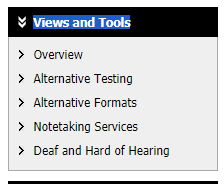 Views and Tools
Overview
Alternative Testing
Alternative Formats
Notetaking Services
Deaf and Hard of Hearing